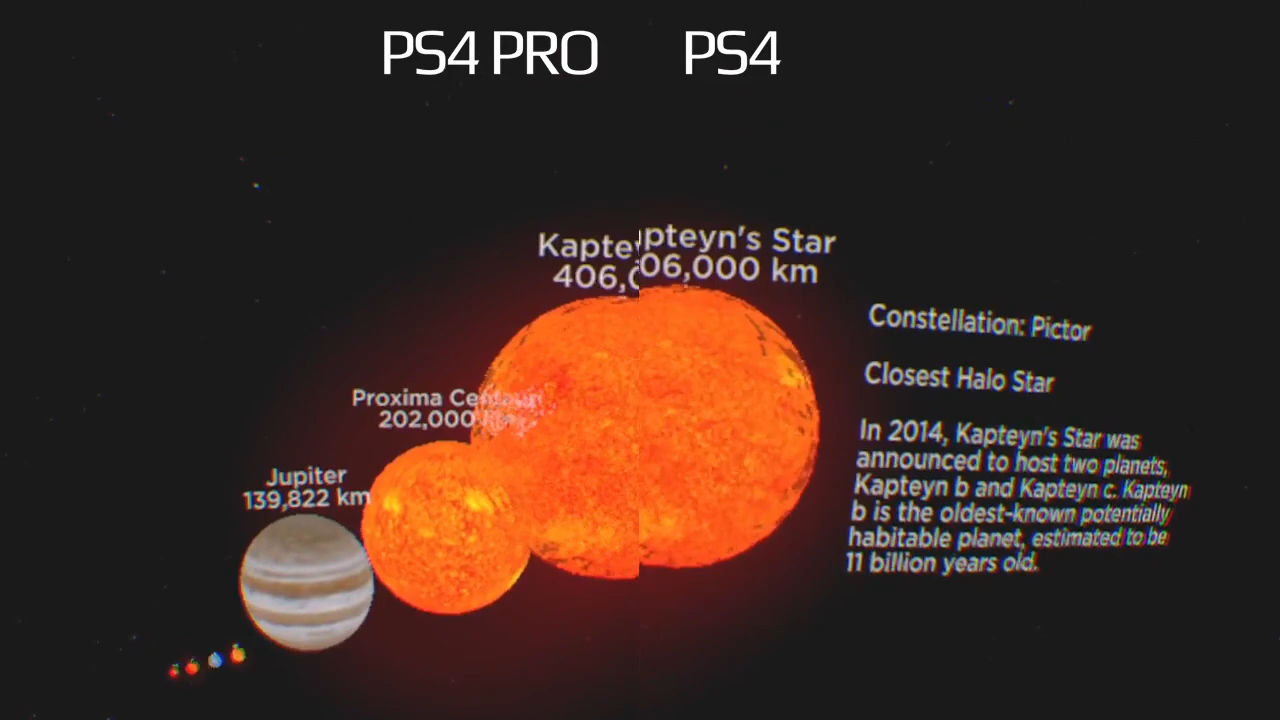 PS4 PRO
PS4
Kapte
406,0
pteyn's Star
06,000 km
Constellation: Pictor
Closest Halo Star
In 2014, Kapteyn's Star was
announced to host two planets,
Kapteyn b and Kapteyn c. Kapteyn
b is the oldest-known potentially
habitable planet, estimated to be
11 billion years old.
Proxima Centauri
202,000 km
Jupiter
139,822 km